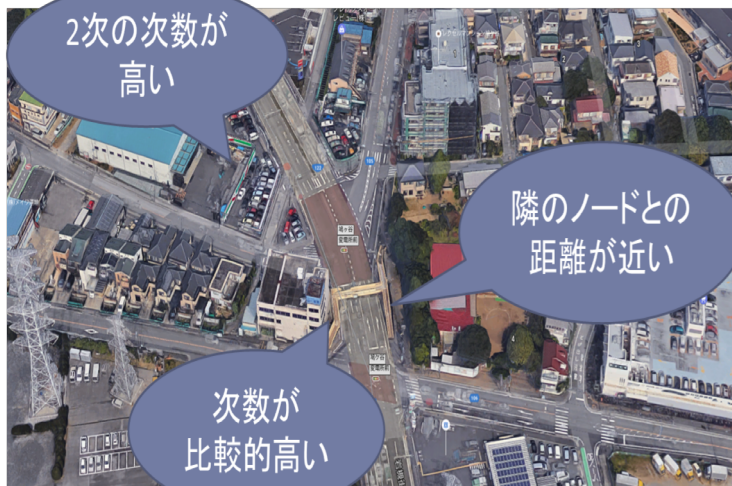 2次の次数が
高い
隣のノードとの
距離が近い
次数が
比較的高い